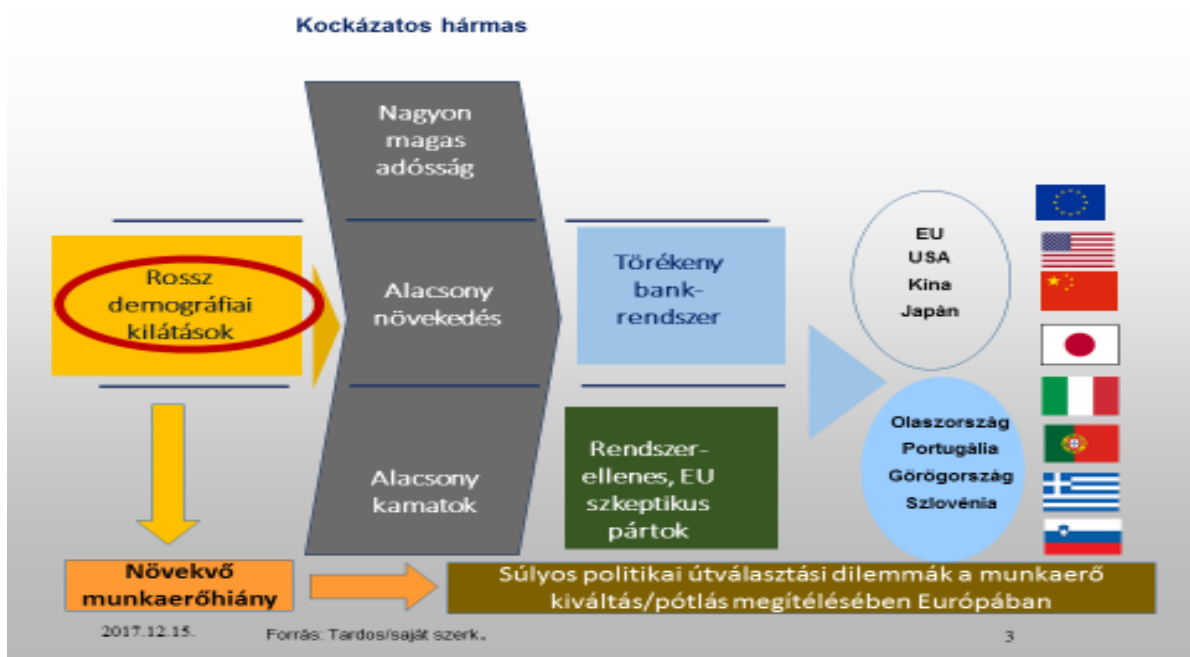 Kockázatos hármas
Nagyon
magas
adósság
Rossz
demográfiai
kilátások
Alacsony
növekedés
Törékeny
bank-
rendszer
EU
USA
Kína
Japán
Alacsony
kamatok
Rendszer-
ellenes, EU
szkeptikus
pártok
Olaszország
Portugália
Görögország
Szlovénia
Növekvő
munkaerőhiány
Súlyos politikai útválasztási dilemmák a munkaerő
kiváltás/pótlás megítélésében Európában
2017.12.15.
Forrás: Tardos/saját szerk.
3